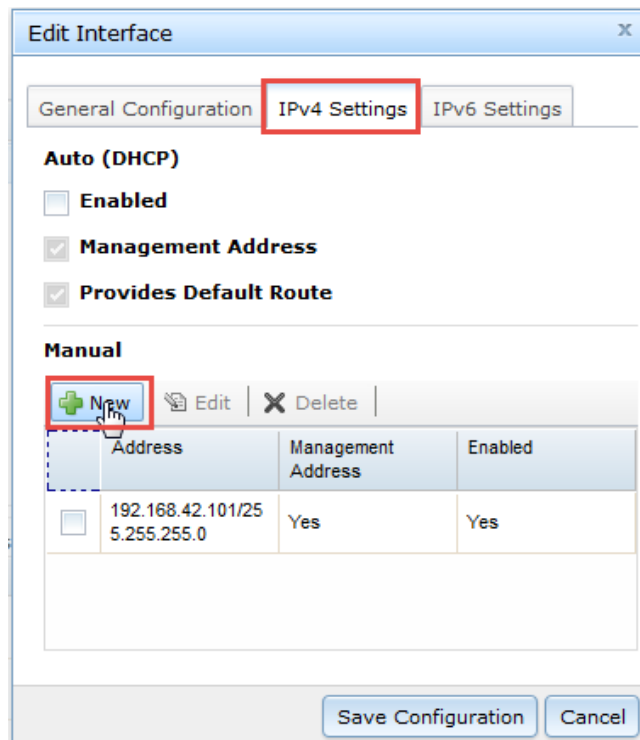 Edit Interface x
General Configuration IPv4 Settings IPv6 Settings
Auto (DHCP)
Enabled
Management Address
Provides Default Route
Manual
New Edit Delete
Address Management Enabled
Address
192.168.42.101/25 Yes Yes
5.255.255.0
Save Configuration Cancel